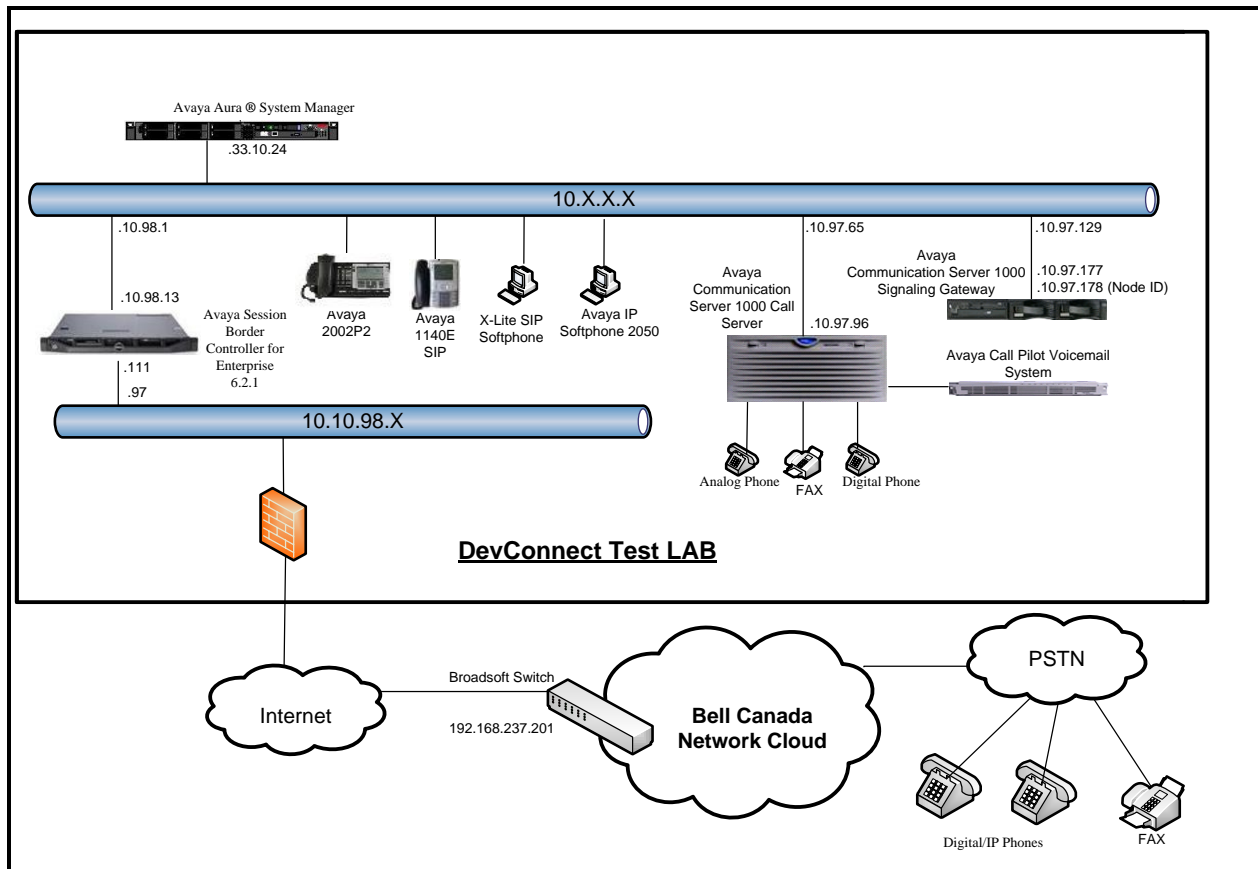 Avaya Aura ® System Manager
.33.10.24
10.X.X.X
.10.98.1
.10.97.65
.10.97.129
Avaya
Communication
Server 1000 Call
Server
Avaya
Communication Server 1000
Signaling Gateway
.10.97.177
.10.97.178 (Node ID)
.10.98.13
Avaya Session
Border
Controller for
Enterprise
6.2.1
Avaya
2002P2
Avaya
1140E
SIP
X-Lite SIP
Softphone
Avaya IP
Softphone 2050
.10.97.96
Avaya Call Pilot Voicemail
System
.111
.97
10.10.98.X
Analog Phone
FAX
Digital Phone
DevConnect Test LAB
Internet
Broadsoft Switch
192.168.237.201
Bell Canada
Network Cloud
PSTN
Digital/IP Phones
FAX